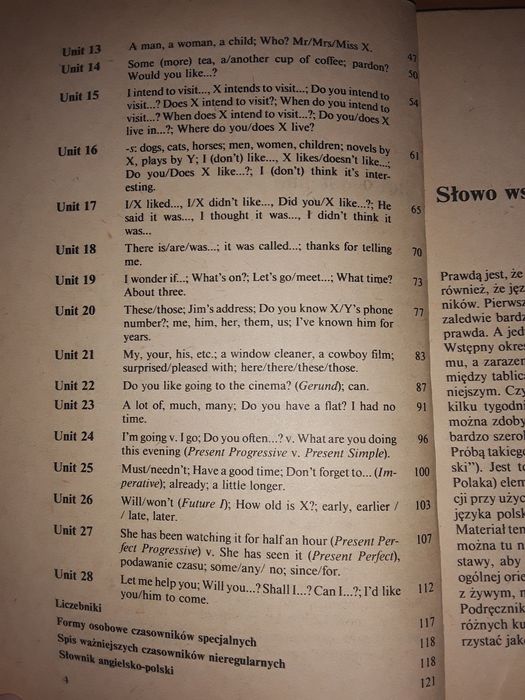 Unit 13 A man, a woman, a child; Who? Mr/Mrs/Miss X. 47
Unit 14 Some (more) tea, a/another cup of coffee; pardon?
Would you like...? 50
Unit 15 I intend to visit..., X intends to visit...; Do you intend to
visit...? Does X intend to visit?; When do you intend to 54
visit...? When does X intend to visit...?; Do you/does X
live in...?; Where do you/does X live?
Unit 16 -s: dogs, cats, horses; men, women, children; novels by
X, plays by Y; I (don't) like..., X likes/doesn't like...; 61
Do you/Does X like...?; I (don't) think it's inter-
esting.
Unit 17 I/X liked..., I/X didn't like..., Did you/X like...?; He
said it was..., I thought it was..., I didn't think it 65
was...
Unit 18 There is/are/was...; it was called...; thanks for telling 70
me.
Unit 19 I wonder if...; What's on?; Let's go/meet...; What time? 73
About three.
Unit 20 These/those; Jim's address; Do you know X/Y's phone 77
number?; me, him, her, them, us; I've known him for
years.
Unit 21 My, your, his, etc.; a window cleaner, a cowboy film; 83
surprised/pleased with; here/there/these/those.
Unit 22 Do you like going to the cinema? (Gerund); can. 87
Unit 23 A lot of, much, many; Do you have a flat? I had no 91
time.
Unit 24 I'm going v. I go; Do you often...? v. What are you doing 96
this evening (Present Progressive v. Present Simple).
Unit 25 Must/needn't; Have a good time; Don't forget to... (Im- 100
perative); already; a little longer.
Unit 26 Will/won't (Future I); How old is X?; early, earlier / 103
/ late, later.
Unit 27 She has been watching it for half an hour (Present Per- 107
fect Progressive) v. She has seen it (Present Perfect),
podawanie czasu; some/any/ no; since/for.
Unit 28 Let me help you; Will you...? Shall I...? Can I...?; I'd like 112
you/him to come.
Liczebniki 117
Formy osobowe czasowników specjalnych 118
Spis ważniejszych czasowników nieregularnych 118
Słownik angielsko-polski 121
4
Słowo ws
Prawdą jest, że
również, że jęz
ników. Pierwsz
zaledwie bardz
prawda. A jed
Wstępny okres
mu, a zarazem
między tablic
niejszym. Czy
kilku tygodni
można zdoby
bardzo szerol
Próbą takiego
ski"). Jest to
Polaka) elem
cji przy użyc
języka polsk
Materiał tem
można tu n
stawy, aby
ogólnej orie
z żywym, n
Podręcznik
różnych ku
rzystać jako